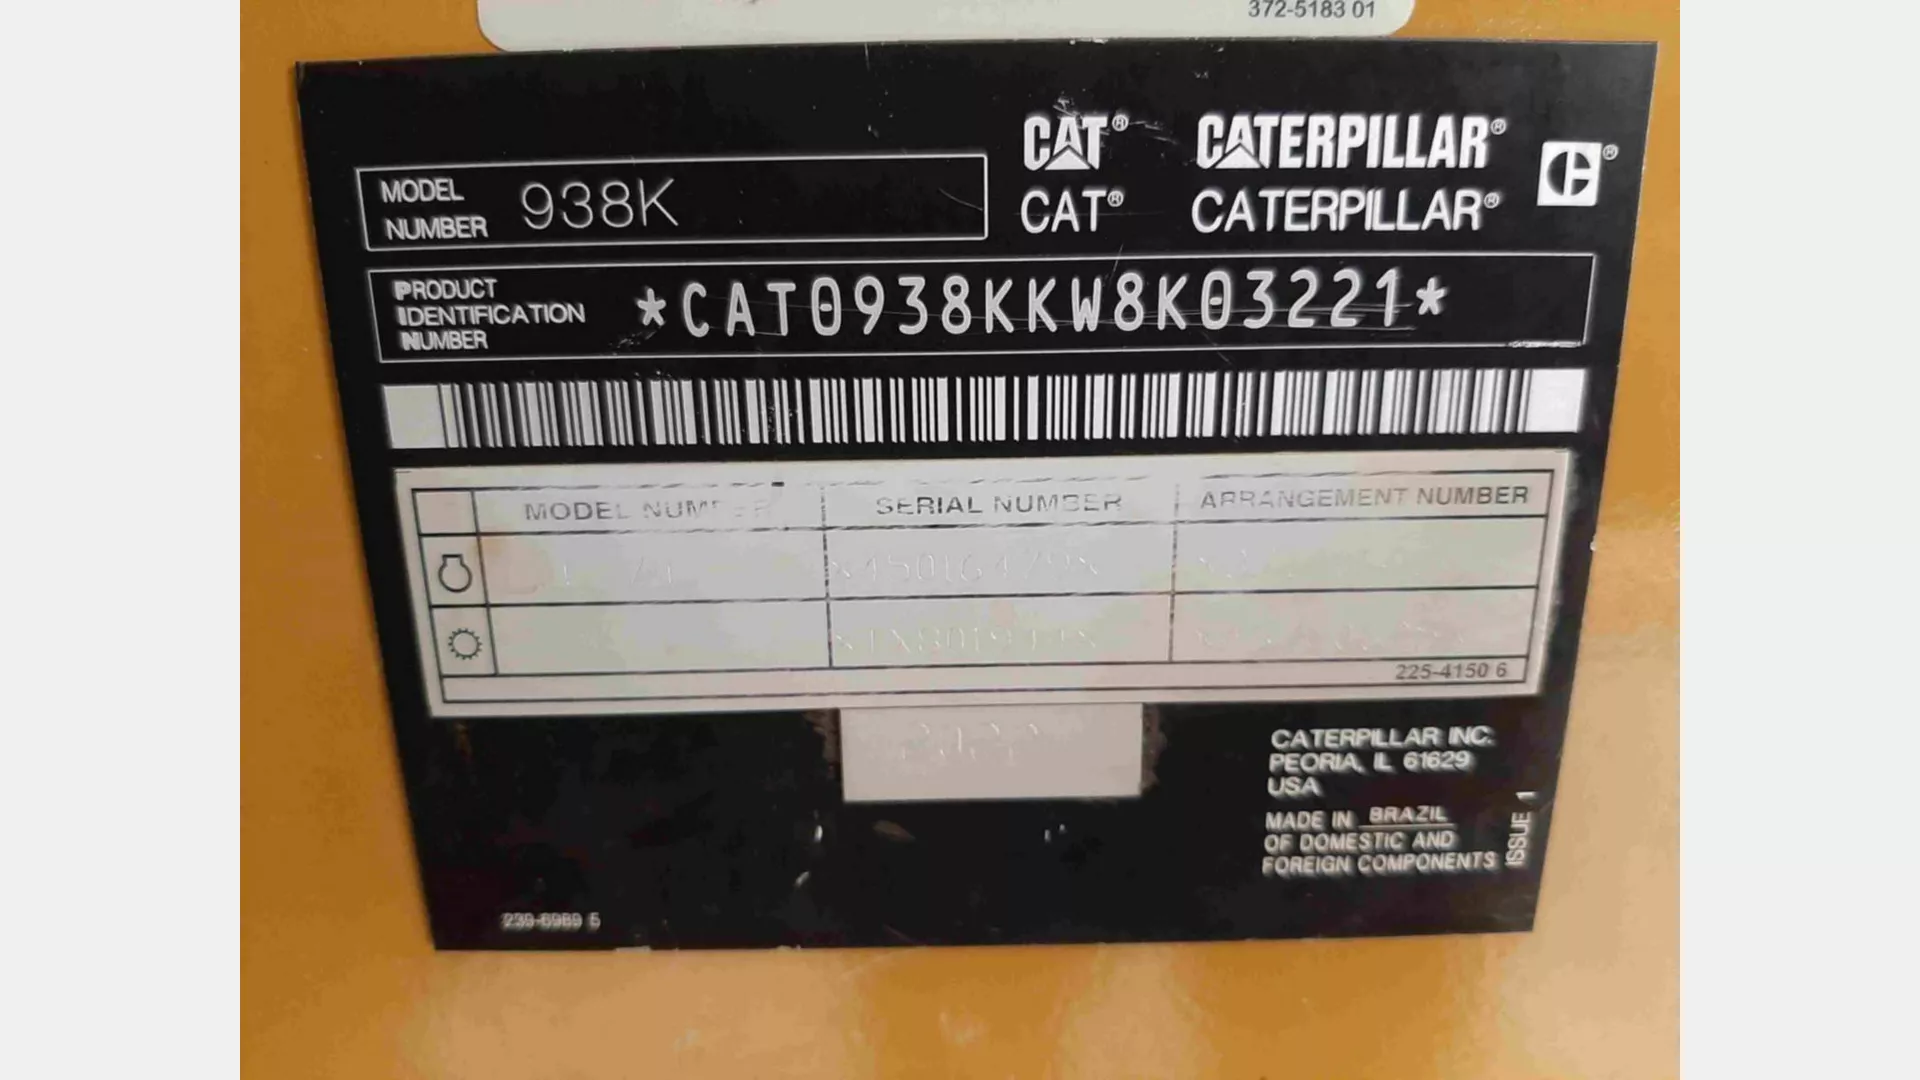 372-5183 01
CAT® CATERPILLAR®
CAT® CATERPILLAR®
MODEL
NUMBER 938K
PRODUCT
IDENTIFICATION
NUMBER
*CAT0938KKW8K03221*
MODEL NUMBER SERIAL NUMBER ARRANGEMENT NUMBER
225-4150 6
CATERPILLAR INC.
PEORIA, IL 61629
USA
MADE IN BRAZIL
OF DOMESTIC AND
FOREIGN COMPONENTS
ISSUE 1
239-6989 5